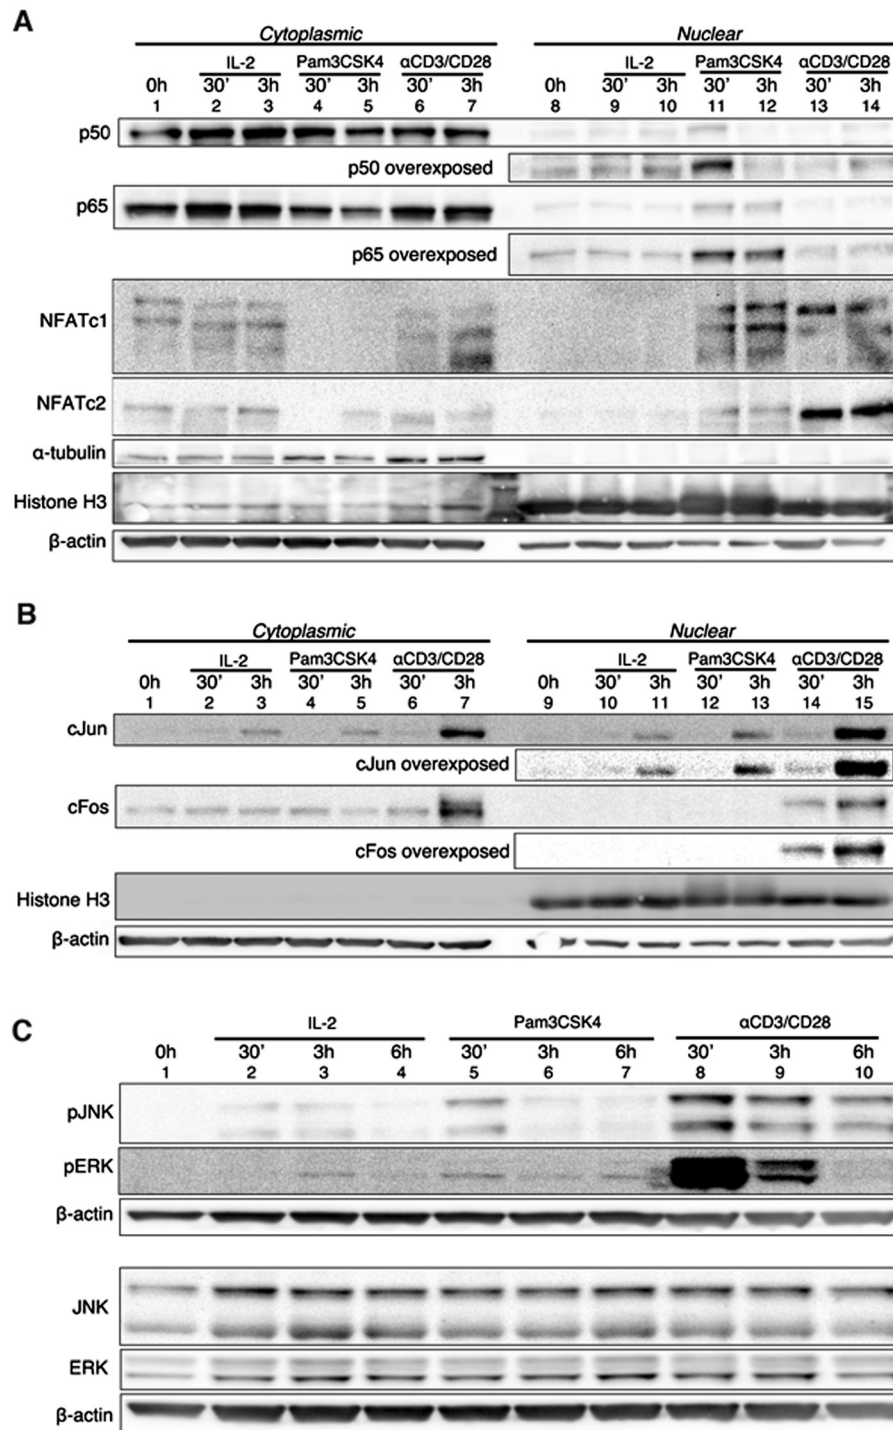 A
Cytoplasmic Nuclear
IL-2 Pam3CSK4 αCD3/CD28 IL-2 Pam3CSK4 αCD3/CD28
0h 30’ 3h 30’ 3h 30’ 3h 0h 30’ 3h 30’ 3h 30’ 3h
1 2 3 4 5 6 7 8 9 10 11 12 13 14
p50
p50 overexposed
p65
p65 overexposed
NFATc1
NFATc2
α-tubulin
Histone H3
β-actin
B
Cytoplasmic Nuclear
IL-2 Pam3CSK4 αCD3/CD28 IL-2 Pam3CSK4 αCD3/CD28
0h 30’ 3h 30’ 3h 30’ 3h 0h 30’ 3h 30’ 3h 30’ 3h
1 2 3 4 5 6 7 9 10 11 12 13 14 15
cJun
cJun overexposed
cFos
cFos overexposed
Histone H3
β-actin
C
IL-2 Pam3CSK4 αCD3/CD28
0h 30’ 3h 6h 30’ 3h 6h 30’ 3h 6h
1 2 3 4 5 6 7 8 9 10
pJNK
pERK
β-actin
JNK
ERK
β-actin